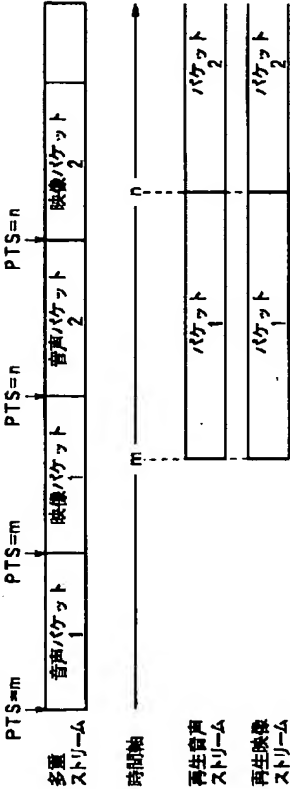 PTS=m
PTS=m
PTS=n
PTS=n
多重
ストリーム
音声パケット
1
映像パケット
1
音声パケット
2
映像パケット
2
時間軸
m
n
再生音声
ストリーム
パケット
1
パケット
2
再生映像
ストリーム
パケット
1
パケット
2